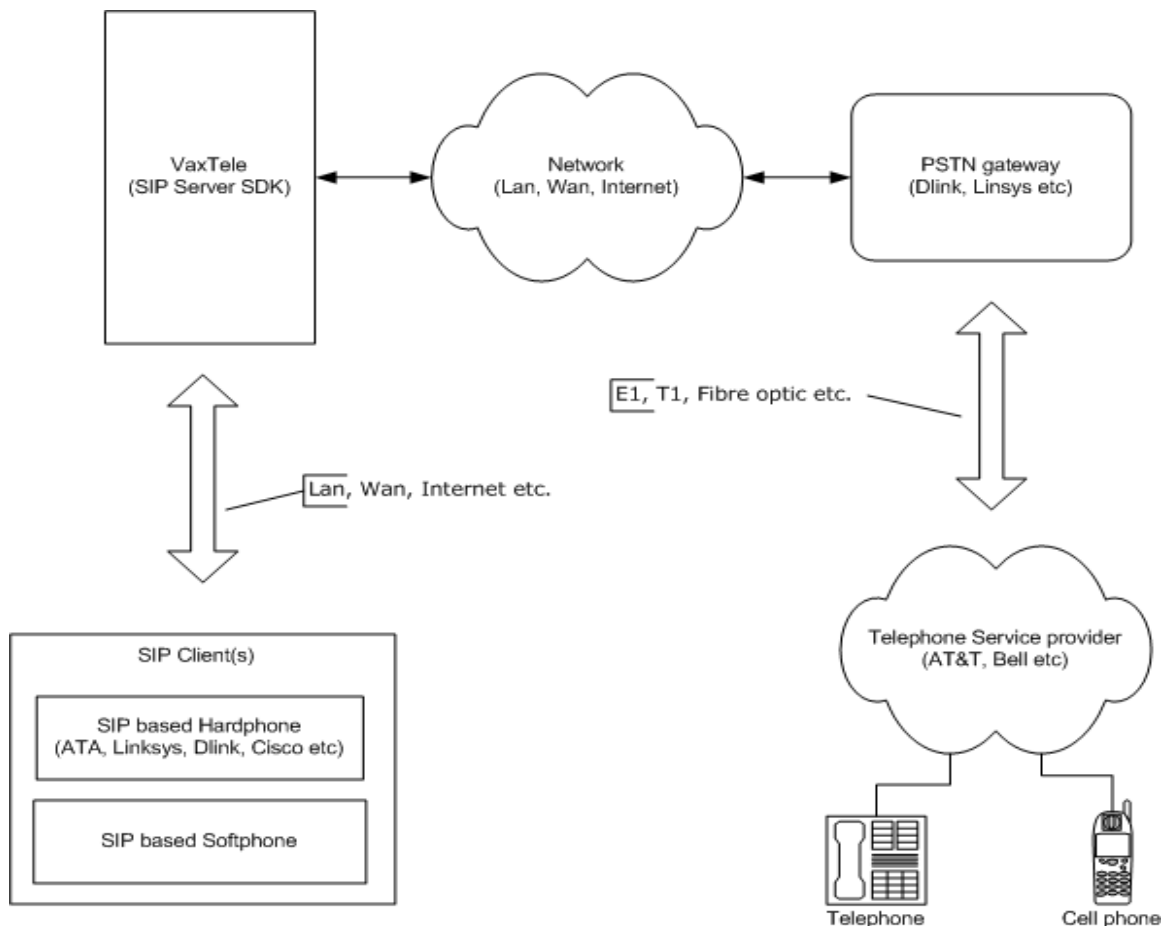 VaxTele
(SIP Server SDK)
Network
(Lan, Wan, Internet)
PSTN gateway
(Dlink, Linsys etc)
E1, T1, Fibre optic etc.
Lan, Wan, Internet etc.
SIP Client(s)
SIP based Hardphone
(ATA, Linksys, Dlink, Cisco etc)
SIP based Softphone
Telephone Service provider
(AT&T, Bell etc)
Telephone
Cell phone